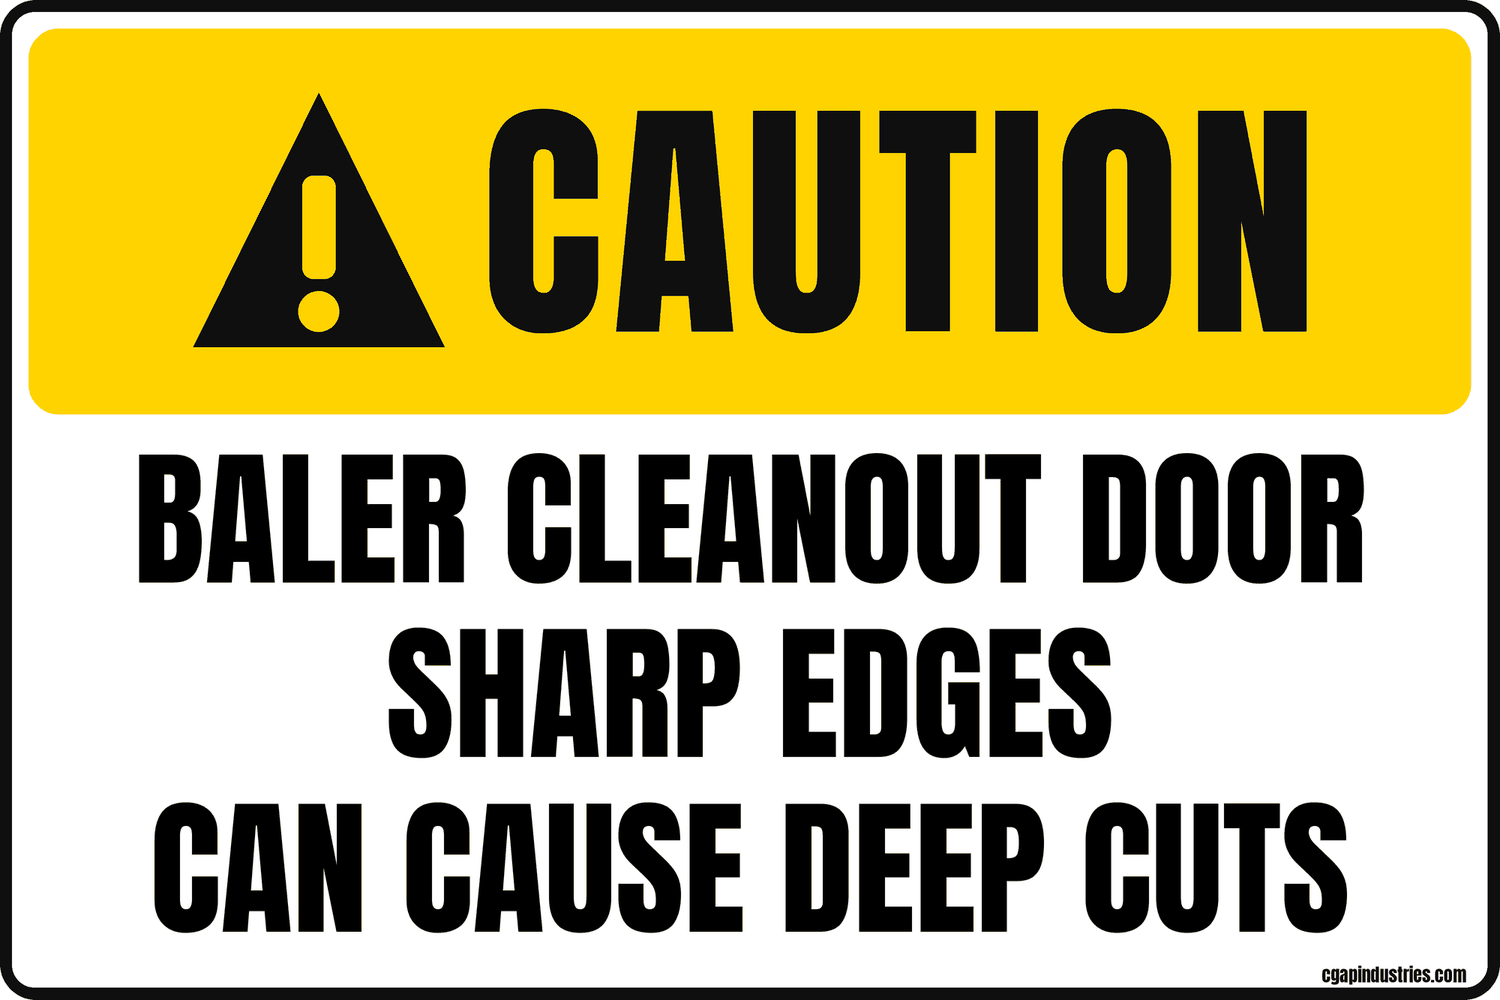 CAUTION
BALER CLEANOUT DOOR
SHARP EDGES
CAN CAUSE DEEP CUTS
cgapindustries.com